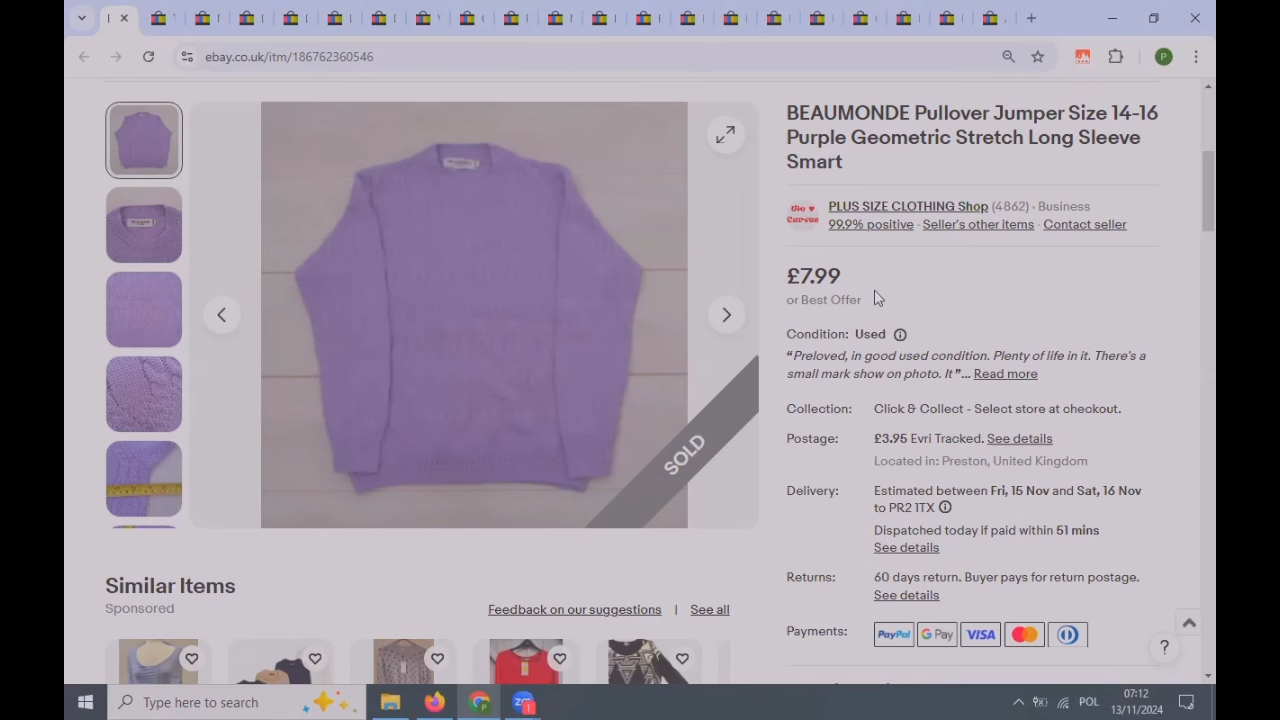 ebay.co.uk/itm/186762360546
P
BEAUMONDE Pullover Jumper Size 14-16
Purple Geometric Stretch Long Sleeve
Smart
PLUS SIZE CLOTHING Shop (4862) · Business
99.9% positive · Seller's other items · Contact seller
£7.99
or Best Offer
Condition: Used
“Preloved, in good used condition. Plenty of life in it. There's a
small mark show on photo. It”... Read more
Collection: Click & Collect - Select store at checkout.
Postage: £3.95 Evri Tracked. See details
Located in: Preston, United Kingdom
Delivery: Estimated between Fri, 15 Nov and Sat, 16 Nov
to PR2 1TX
Dispatched today if paid within 51 mins
See details
Returns: 60 days return. Buyer pays for return postage.
See details
Payments: PayPal G Pay VISA
SOLD
Similar Items
Sponsored
Feedback on our suggestions | See all
?
Type here to search
POL
07:12
13/11/2024